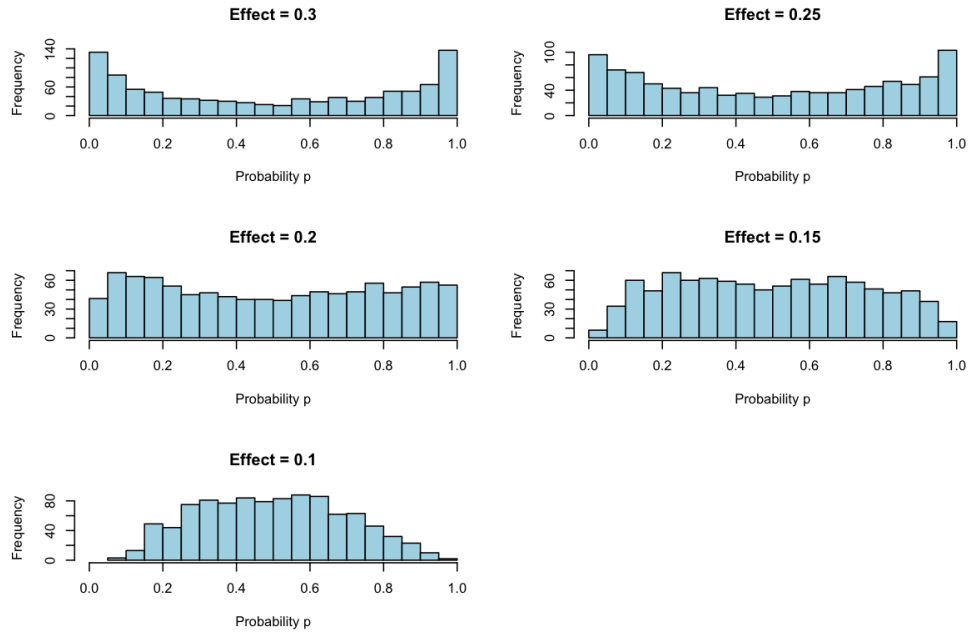 Effect = 0.3
Frequency
0 60 140
0.0 0.2 0.4 0.6 0.8 1.0
Probability p
Effect = 0.25
Frequency
0 40 100
0.0 0.2 0.4 0.6 0.8 1.0
Probability p
Effect = 0.2
Frequency
0 30 60
0.0 0.2 0.4 0.6 0.8 1.0
Probability p
Effect = 0.15
Frequency
0 30 60
0.0 0.2 0.4 0.6 0.8 1.0
Probability p
Effect = 0.1
Frequency
0 40 80
0.0 0.2 0.4 0.6 0.8 1.0
Probability p